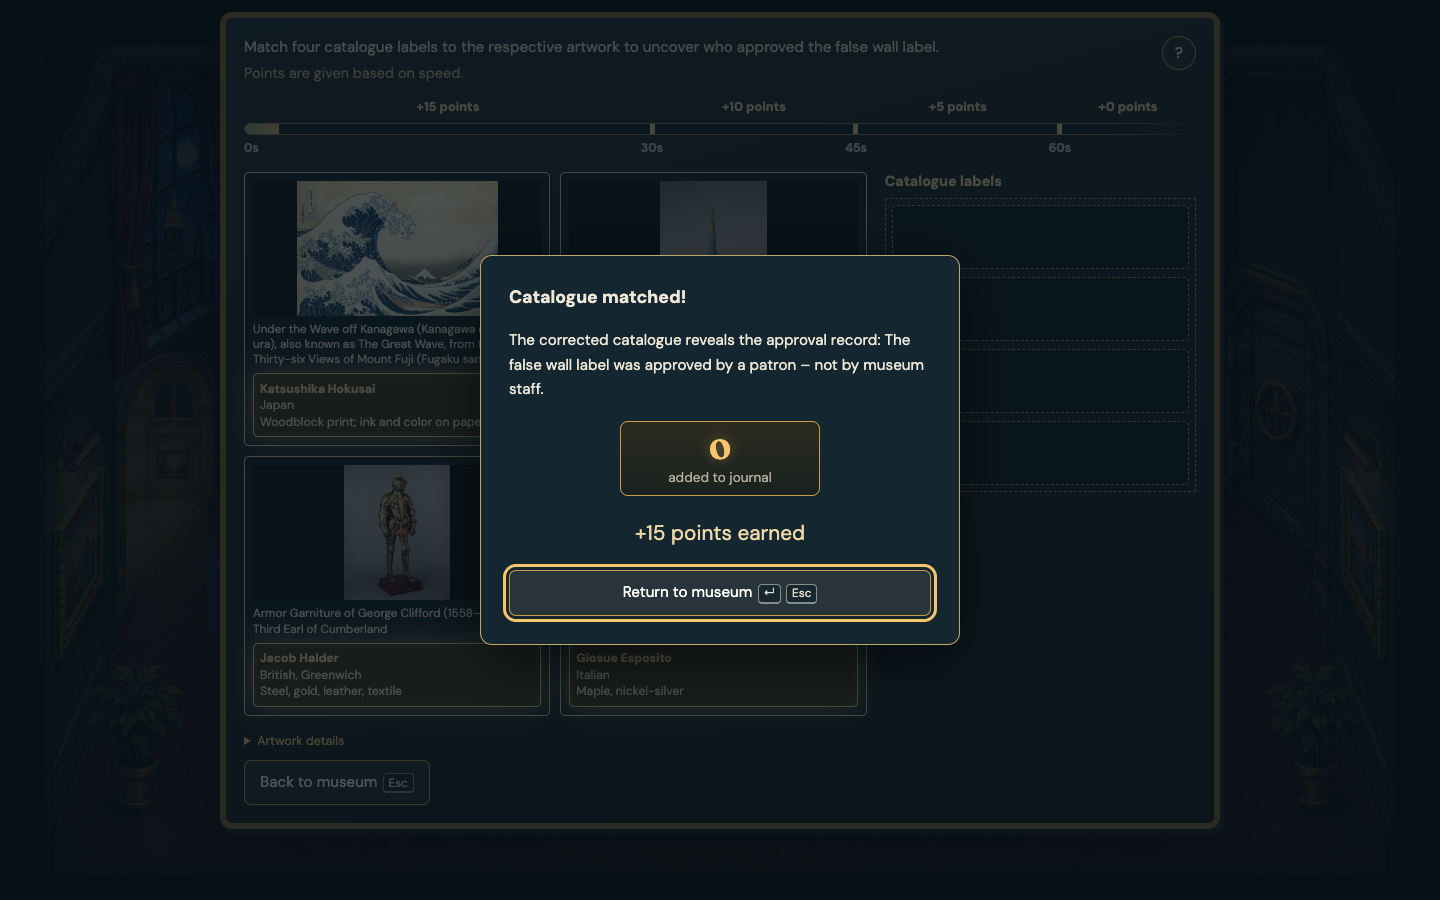 Match four catalogue labels to the respective artwork to uncover who approved the false wall label.
Points are given based on speed.
?
+15 points
+10 points
+5 points
+0 points
0s
30s
45s
60s
Under the Wave off Kanagawa (Kanagawa
ura), also known as The Great Wave, from
Thirty-six Views of Mount Fuji (Fugaku
Katsushika Hokusai
Japan
Woodblock print; ink and color on
Armor Garniture of George Clifford (1558–
Third Earl of Cumberland
Jacob Halder
British, Greenwich
Steel, gold, leather, textile
Giosue Esposito
Italian
Maple, nickel-silver
Catalogue labels
Catalogue matched!
The corrected catalogue reveals the approval record: The
false wall label was approved by a patron – not by museum
staff.
O
added to journal
+15 points earned
Return to museum ↵ Esc
Artwork details
Back to museum Esc